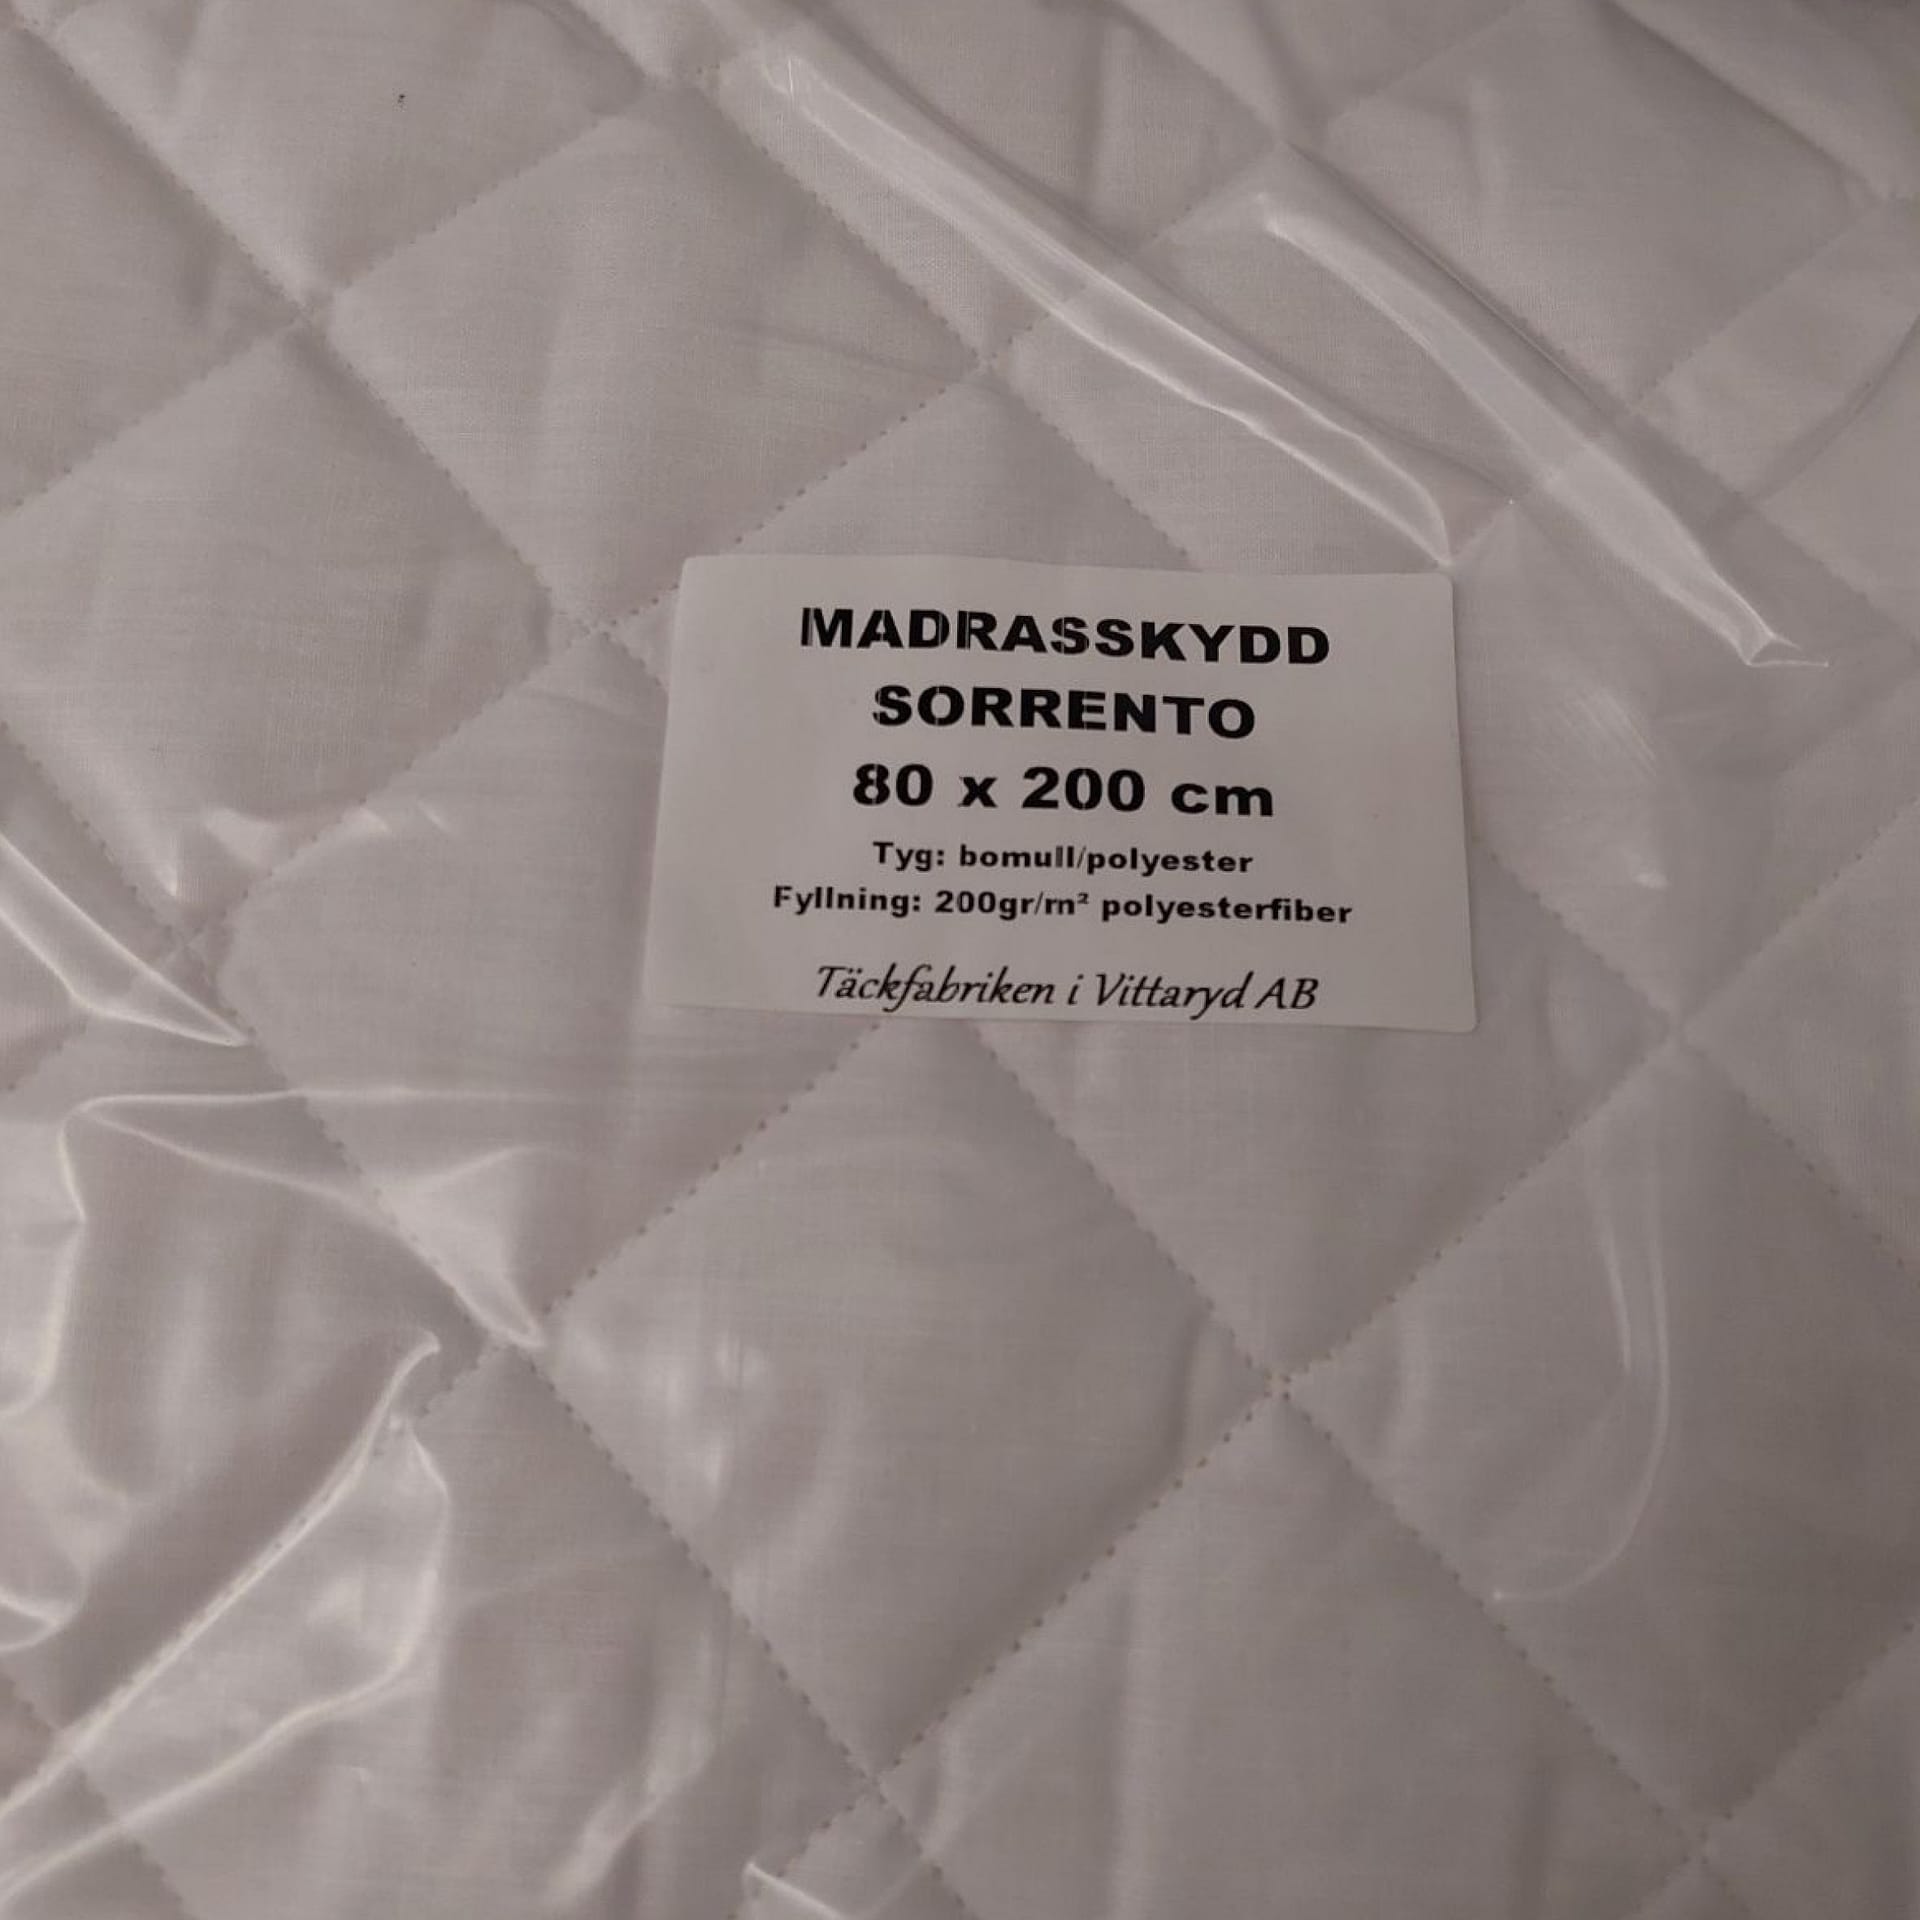 MADRASSKYDD
SORRENTO
80 x 200 cm
Tyg: bomull/polyester
Fyllning: 200gr/m² polyesterfiber
Täckfabriken i Vittaryd AB